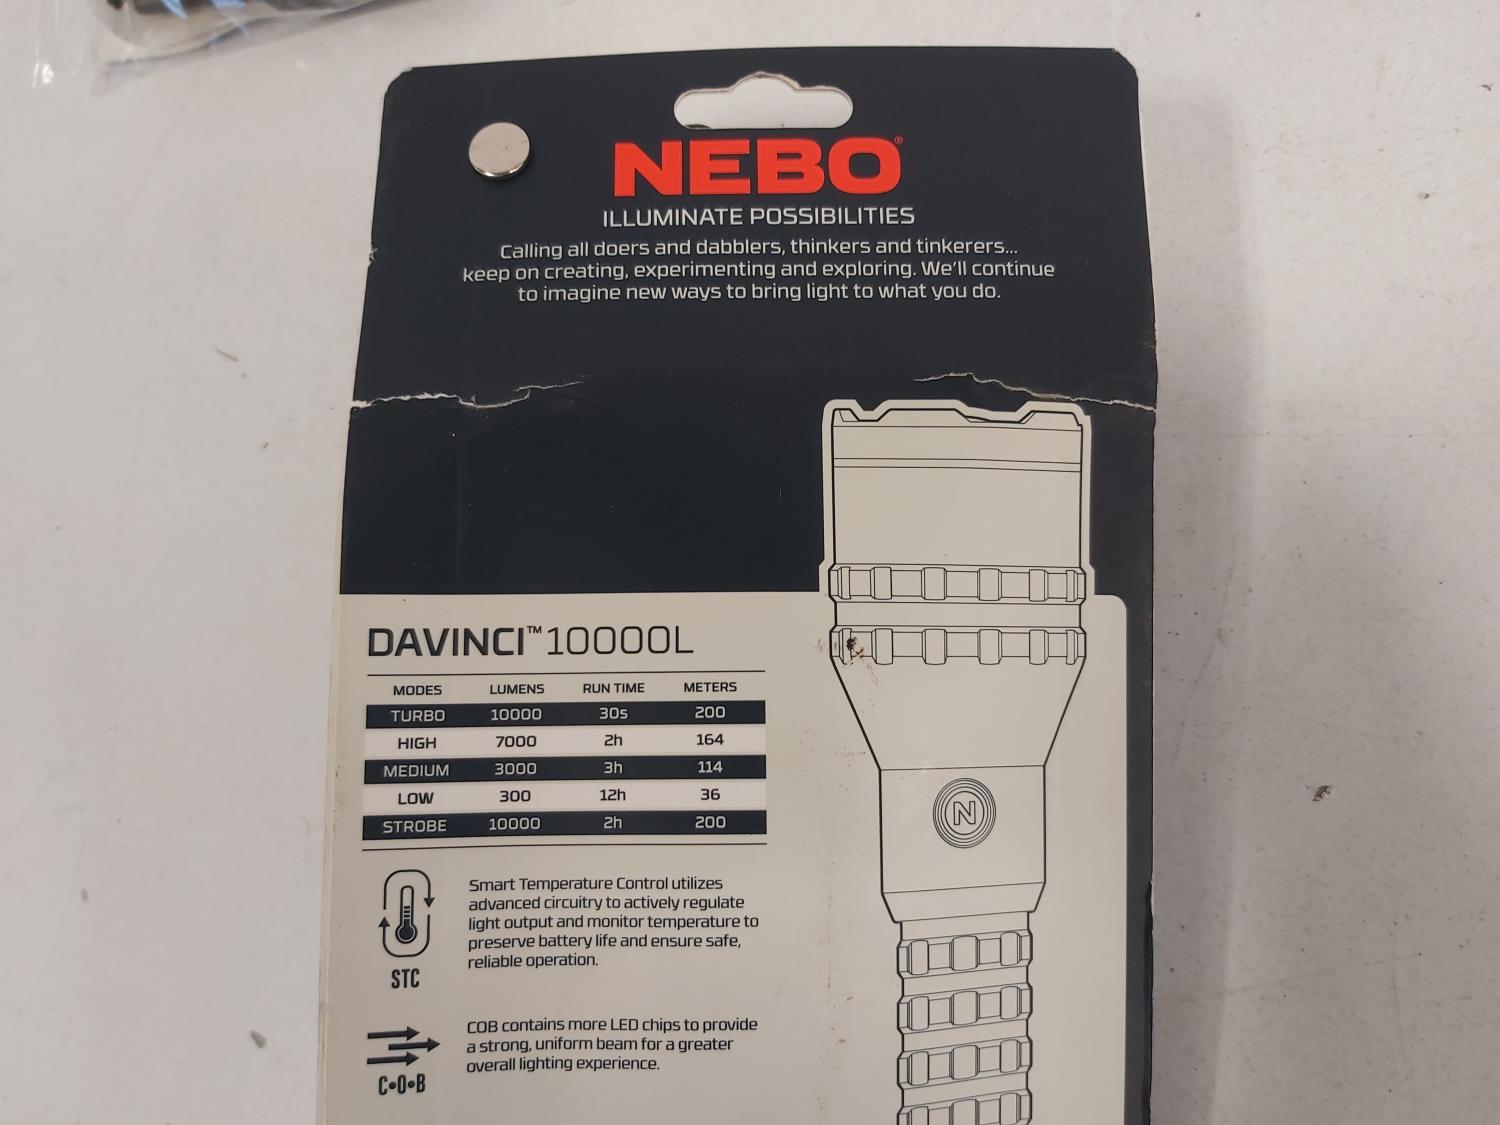 NEBO®
ILLUMINATE POSSIBILITIES
Calling all doers and dabblers, thinkers and tinkerers...
keep on creating, experimenting and exploring. We'll continue
to imagine new ways to bring light to what you do.
DAVINCI™ 10000L
MODES LUMENS RUN TIME METERS
TURBO 10000 30s 200
HIGH 7000 2h 164
MEDIUM 3000 3h 114
LOW 300 12h 36
STROBE 10000 2h 200
N
Smart Temperature Control utilizes
advanced circuitry to actively regulate
light output and monitor temperature to
preserve battery life and ensure safe,
reliable operation.
STC
COB contains more LED chips to provide
a strong, uniform beam for a greater
overall lighting experience.
C•O•B